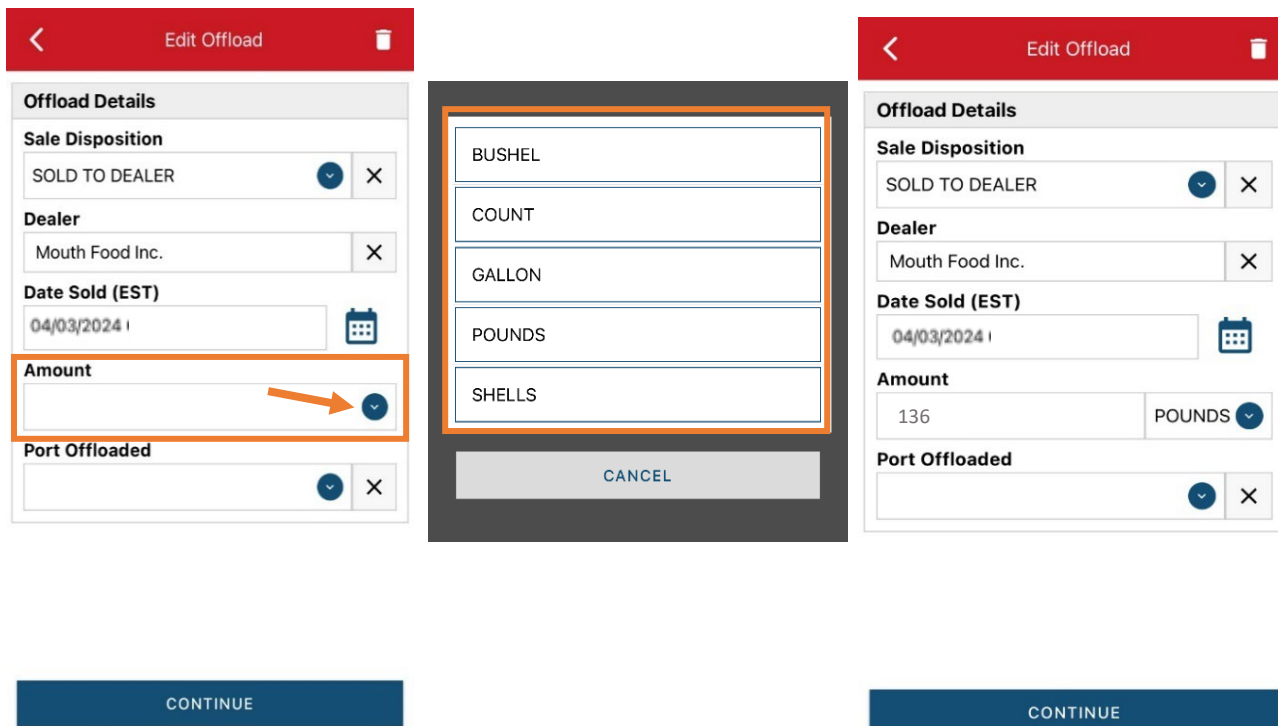 Edit Offload
Offload Details
Sale Disposition
SOLD TO DEALER
Dealer
Mouth Food Inc.
Date Sold (EST)
04/03/2024
Amount
Port Offloaded
CONTINUE
BUSHEL
COUNT
GALLON
POUNDS
SHELLS
CANCEL
Edit Offload
Offload Details
Sale Disposition
SOLD TO DEALER
Dealer
Mouth Food Inc.
Date Sold (EST)
04/03/2024
Amount
136 POUNDS
Port Offloaded
CONTINUE